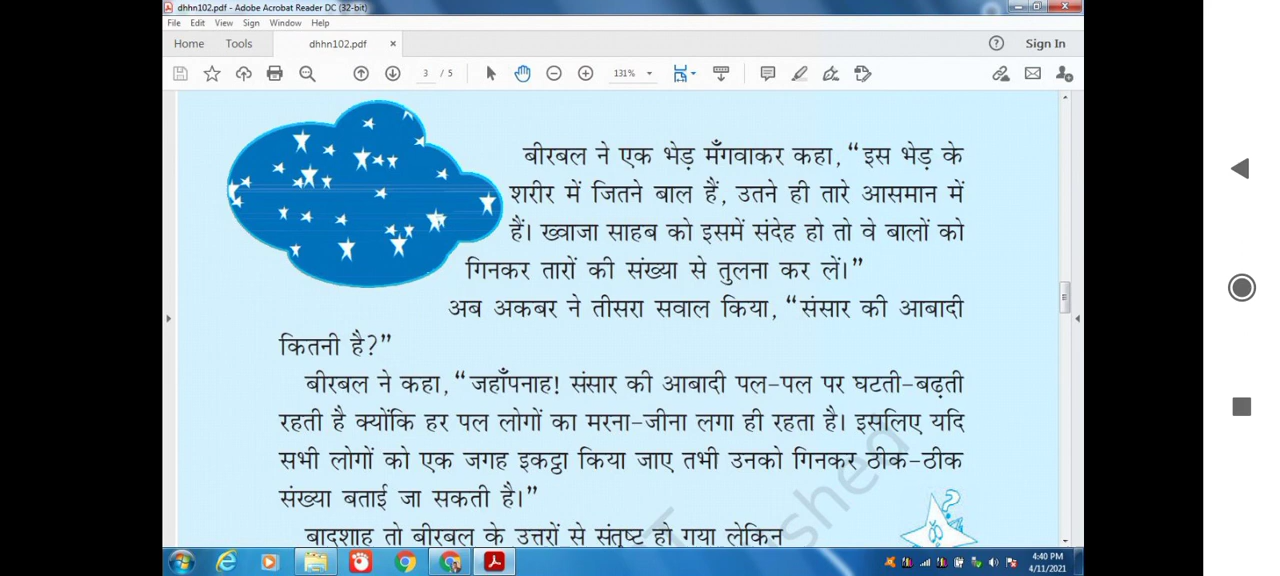 dhhn102.pdf - Adobe Acrobat Reader DC (32-bit)
File Edit View Sign Window Help
Home Tools dhhn102.pdf × Sign In
3 / 5 131%
बीरबल ने एक भेड़ मँगवाकर कहा, “इस भेड़ के
शरीर में जितने बाल हैं, उतने ही तारे आसमान में
हैं। ख्वाजा साहब को इसमें संदेह हो तो वे बालों को
गिनकर तारों की संख्या से तुलना कर लें।”
अब अकबर ने तीसरा सवाल किया, “संसार की आबादी
कितनी है?”
बीरबल ने कहा, “जहाँपनाह! संसार की आबादी पल-पल पर घटती-बढ़ती
रहती है क्योंकि हर पल लोगों का मरना-जीना लगा ही रहता है। इसलिए यदि
सभी लोगों को एक जगह इकट्ठा किया जाए तभी उनको गिनकर ठीक-ठीक
संख्या बताई जा सकती है।”
बादशाह तो बीरबल के उत्तरों से संतुष्ट हो गया लेकिन
4:40 PM
4/11/2021